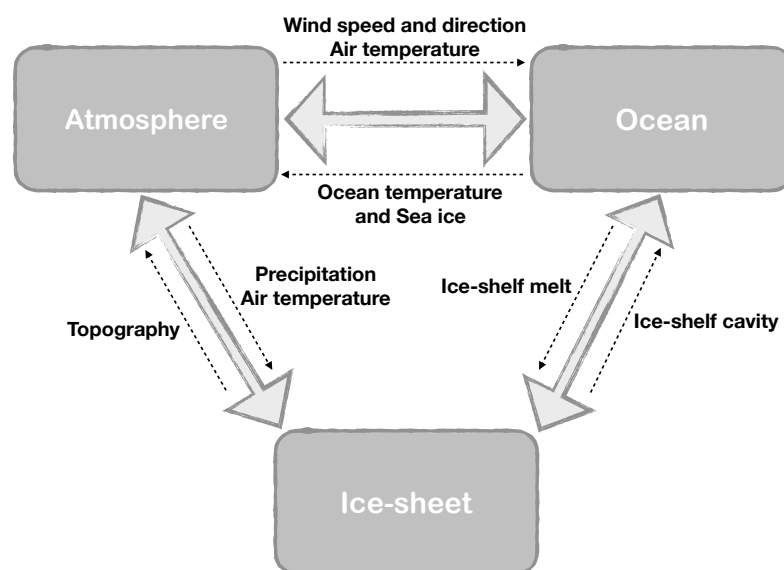 Wind speed and direction
Air temperature
Atmosphere
Ocean
Ocean temperature
and Sea ice
Precipitation
Air temperature
Topography
Ice-shelf melt
Ice-shelf cavity
Ice-sheet